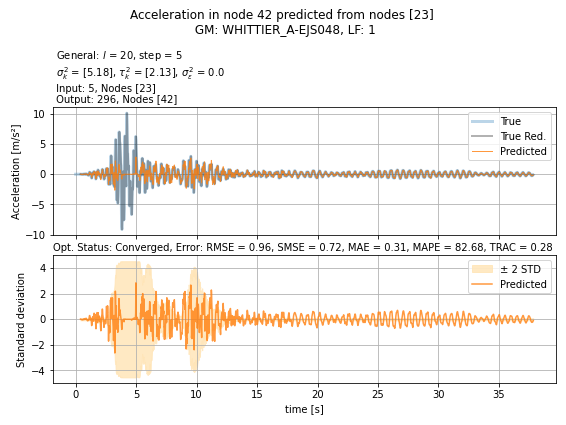 Acceleration in node 42 predicted from nodes [23]
GM: WHITTIER_A-EJS048, LF: 1
General: l = 20, step = 5
σ²ₖ = [5.18], τ²ₖ = [2.13], σ²ε = 0.0
Input: 5, Nodes [23]
Output: 296, Nodes [42]
Acceleration [m/s²]
10
5
0
−5
−10
True
True Red.
Predicted
Opt. Status: Converged, Error: RMSE = 0.96, SMSE = 0.72, MAE = 0.31, MAPE = 82.68, TRAC = 0.28
Standard deviation
4
2
0
−2
−4
± 2 STD
Predicted
0 5 10 15 20 25 30 35
time [s]